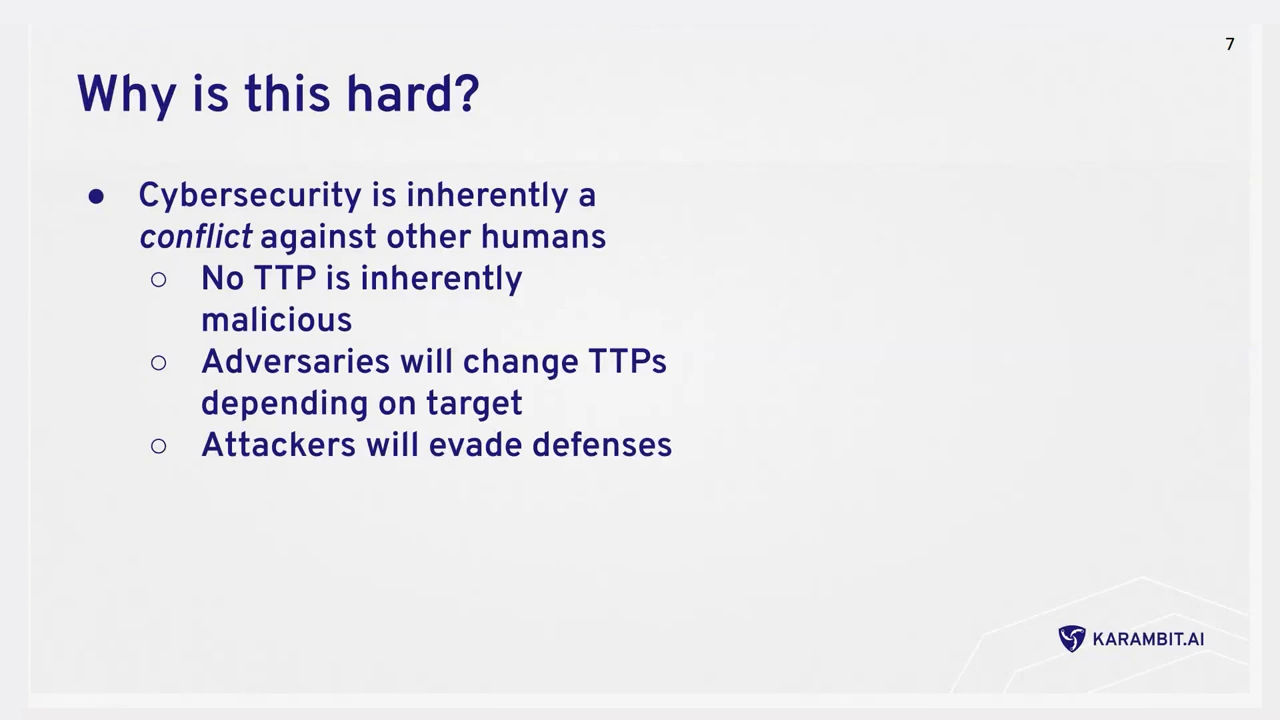 7
Why is this hard?
● Cybersecurity is inherently a
conflict against other humans
○ No TTP is inherently
malicious
○ Adversaries will change TTPs
depending on target
○ Attackers will evade defenses
KARAMBIT.AI